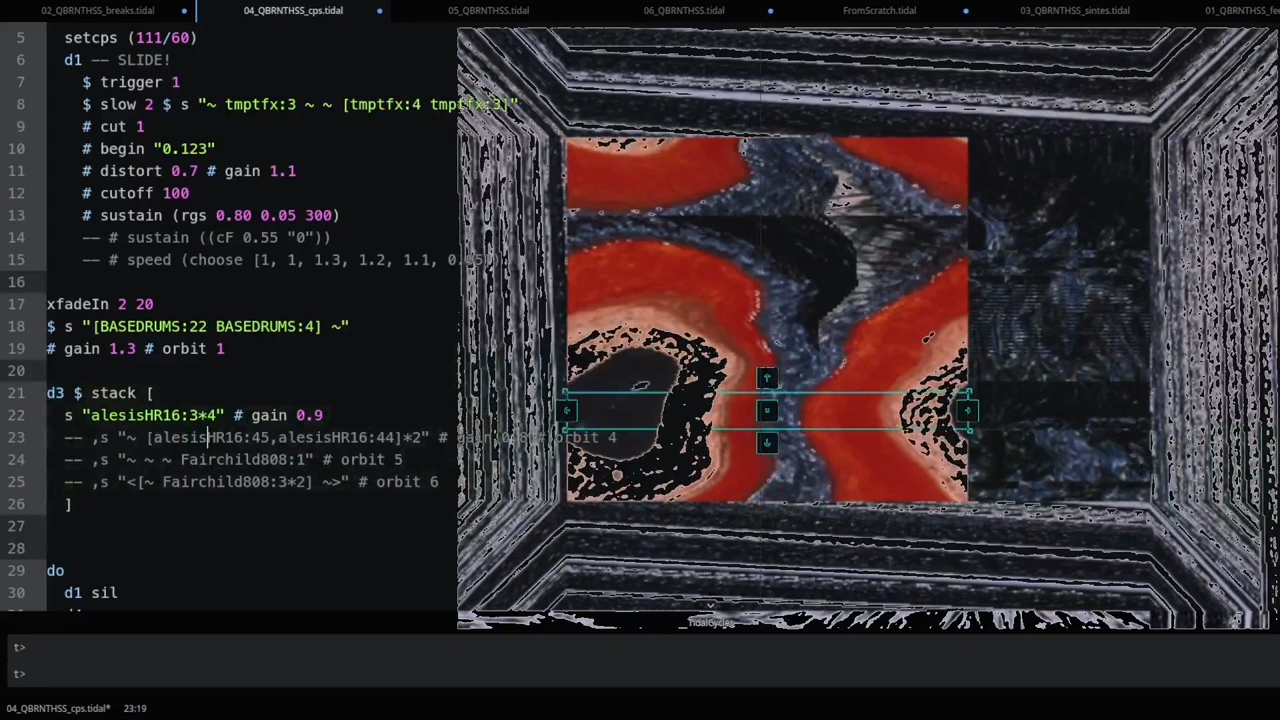 02_QBRNTHSS_breaks.tidal 04_QBRNTHSS_cps.tidal 05_QBRNTHSS.tidal 06_QBRNTHSS.tidal FromScratch.tidal 03_QBRNTHSS_sintes.tidal
5 setcps (111/60)
6 d1 -- SLIDE!
7 $ trigger 1
8 $ slow 2 $ s "~ tmptfx:3 ~ ~ [tmptfx:4 tmptfx:3]"
9 # cut 1
10 # begin "0.123"
11 # distort 0.7 # gain 1.1
12 # cutoff 100
13 # sustain (rgs 0.80 0.05 300)
14 -- # sustain ((cF 0.55 "0"))
15 -- # speed (choose [1, 1, 1.3, 1.2, 1.1,
16
17 xfadeIn 2 20
18 $ s "[BASEDRUMS:22 BASEDRUMS:4] ~"
19 # gain 1.3 # orbit 1
20
21 d3 $ stack [
22 s "alesisHR16:3*4" # gain 0.9
23 -- ,s "~ [alesisHR16:45,alesisHR16:44]*2" # gain # orbit 4
24 -- ,s "~ ~ ~ Fairchild808:1" # orbit 5
25 -- ,s "<[~ Fairchild808:3*2] ~>" # orbit 6
26 ]
27
28
29 do
30 d1 sil
TidalCycles
t>
t>
04_QBRNTHSS_cps.tidal* 23:19